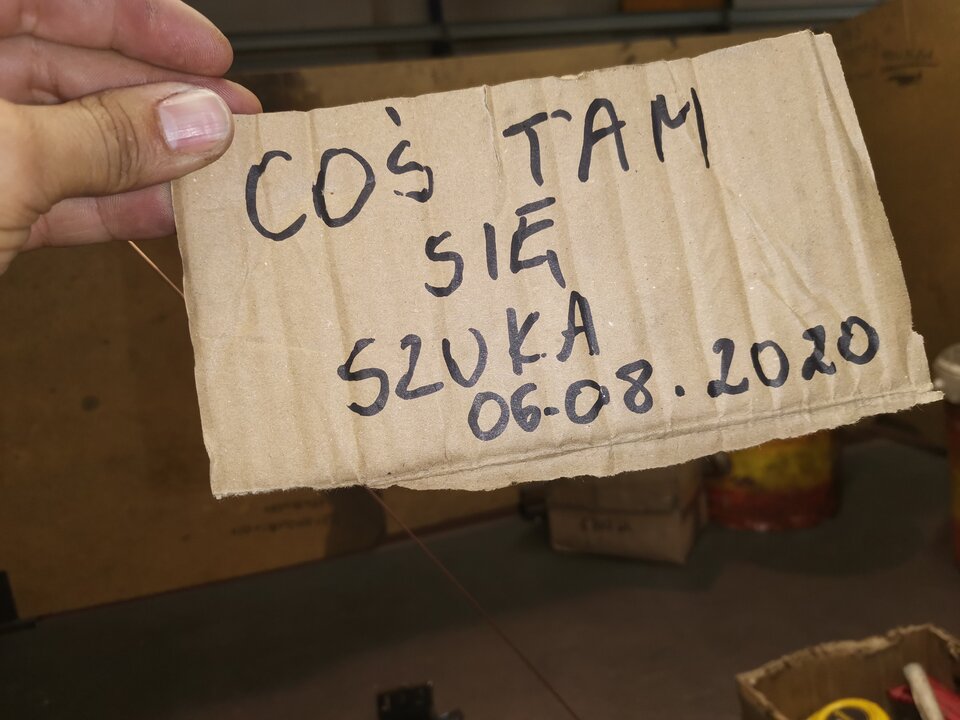 COŚ TAM
SIĘ
SZUKA
06-08.2020